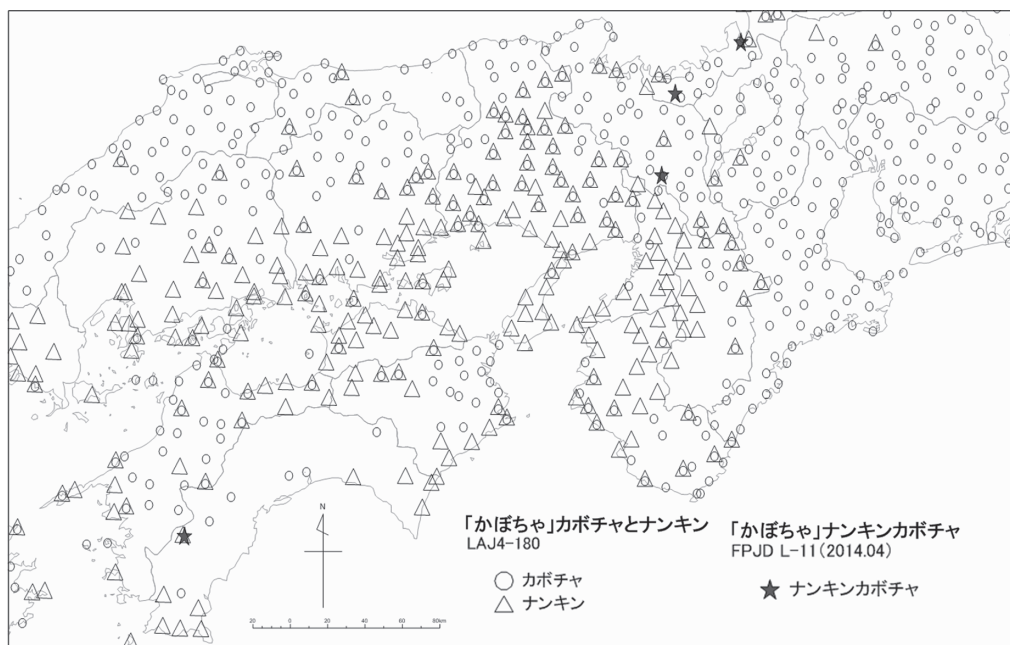 N
20 0 20 40 60 80km
「かぼちゃ」カボチャとナンキン
LAJ4-180
○ カボチャ
△ ナンキン
「かぼちゃ」ナンキンカボチャ
FPJD L-11(2014.04)
★ ナンキンカボチャ